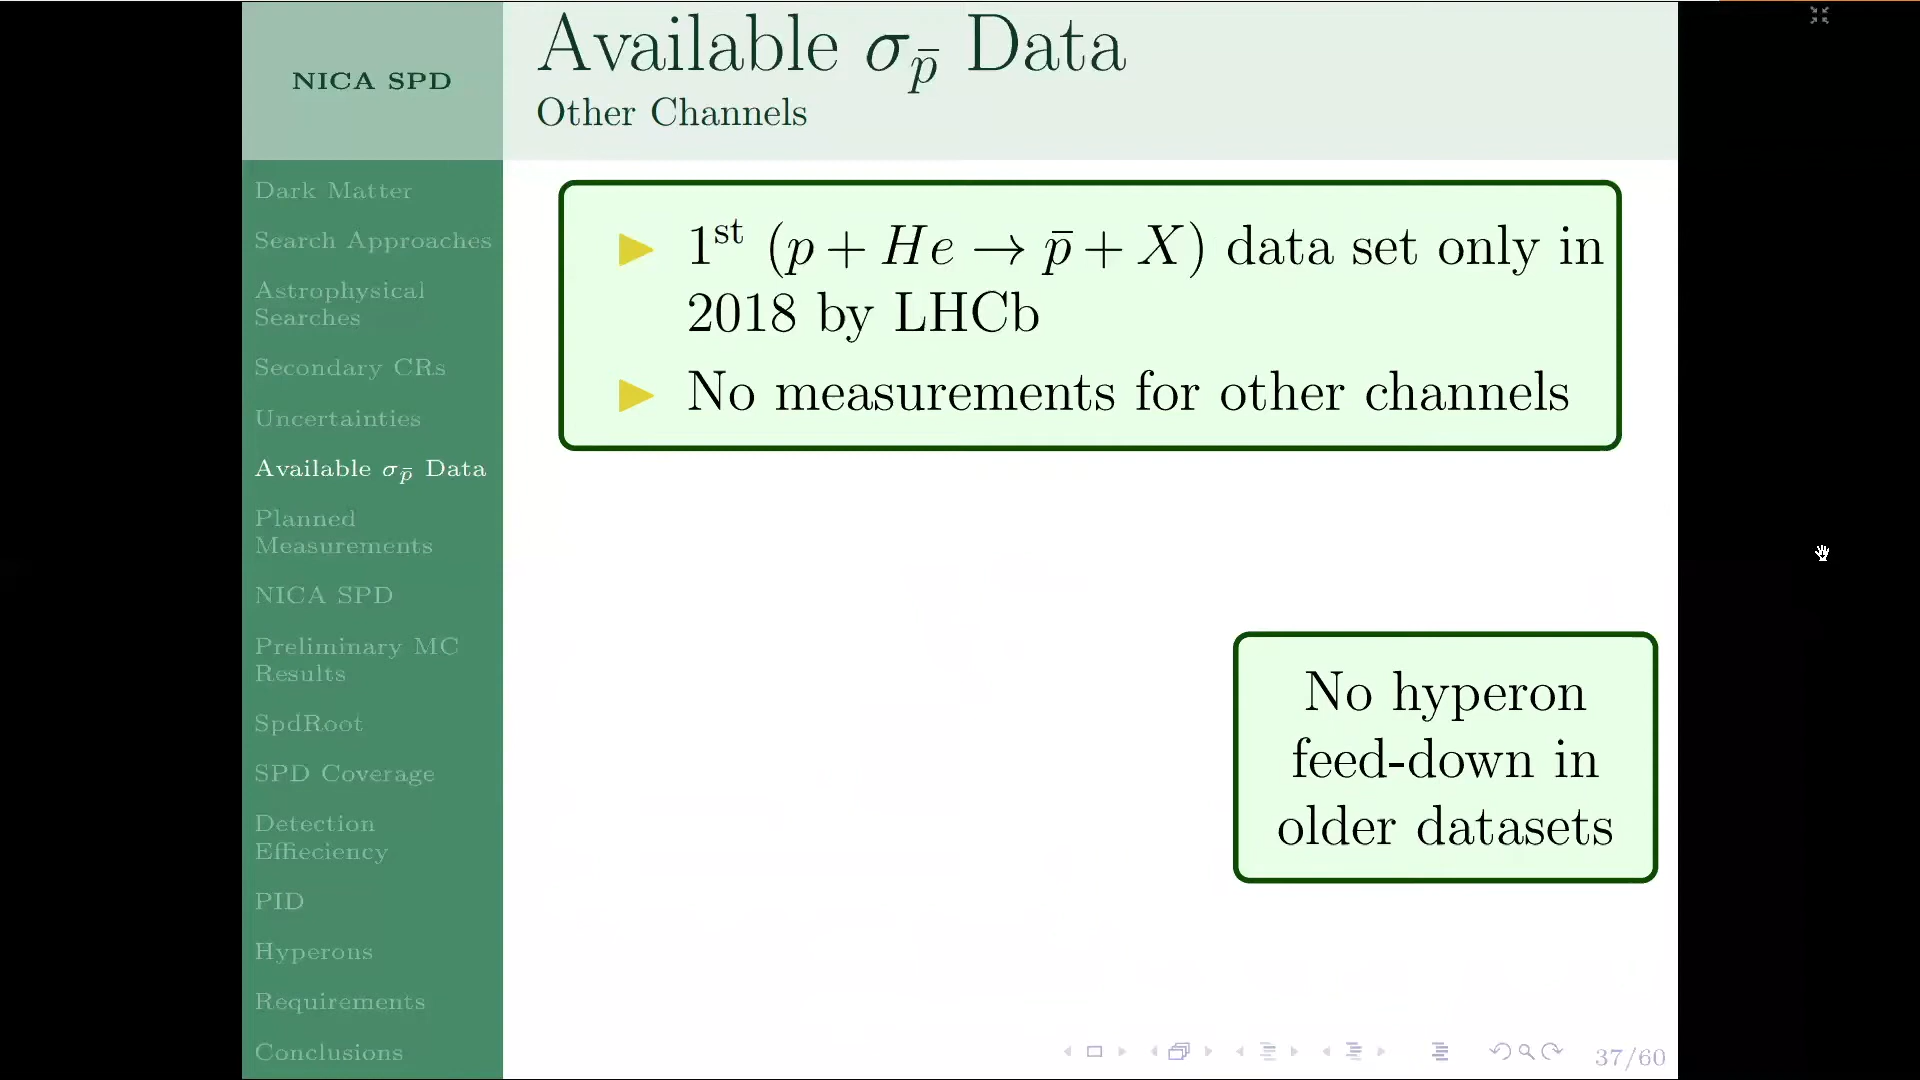 NICA SPD
Available σp̄ Data
Other Channels
Dark Matter
Search Approaches
Astrophysical
Searches
Secondary CRs
Uncertainties
Available σp̄ Data
Planned
Measurements
NICA SPD
Preliminary MC
Results
SpdRoot
SPD Coverage
Detection
Effieciency
PID
Hyperons
Requirements
Conclusions
1st (p + He → p̄ + X) data set only in
2018 by LHCb
No measurements for other channels
No hyperon
feed-down in
older datasets
37/60